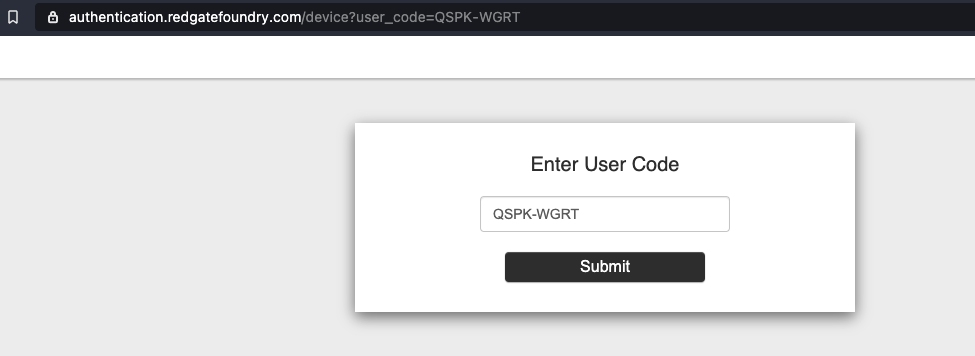 authentication.redgatefoundry.com/device?user_code=QSPK-WGRT
Enter User Code
QSPK-WGRT
Submit